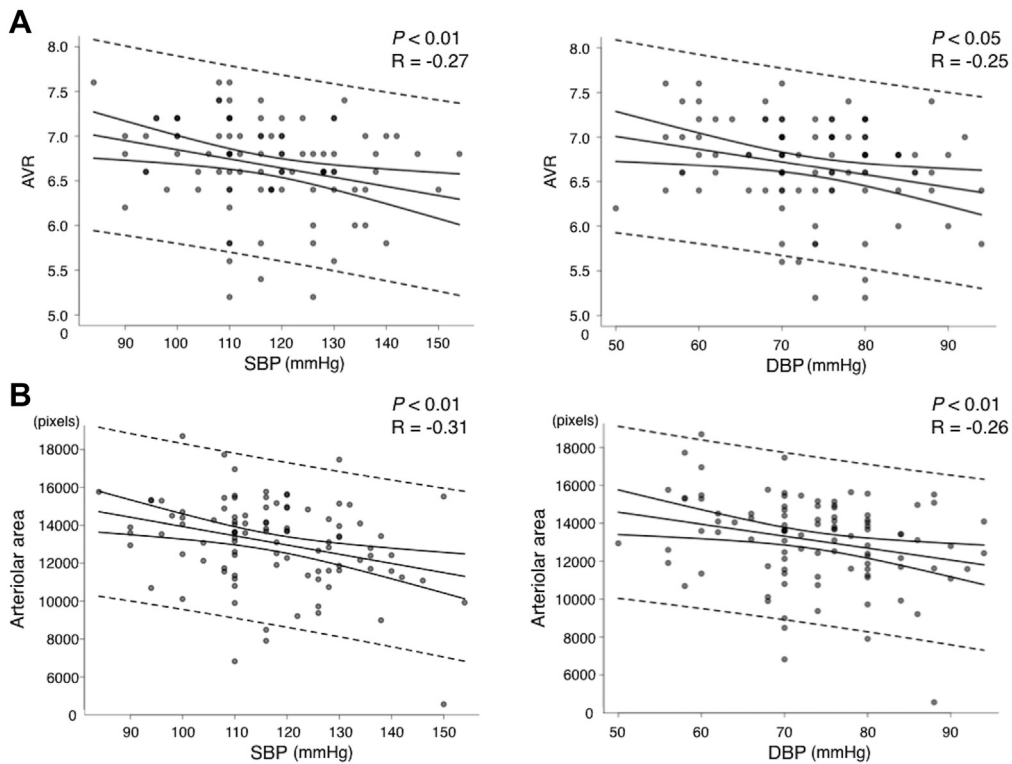 A
P < 0.01
R = -0.27
8.0
7.5
7.0
6.5
6.0
5.5
5.0
0
AVR
90 100 110 120 130 140 150
SBP (mmHg)
P < 0.05
R = -0.25
8.0
7.5
7.0
6.5
6.0
5.5
5.0
0
AVR
50 60 70 80 90
DBP (mmHg)
B
(pixels)
P < 0.01
R = -0.31
18000
16000
14000
12000
10000
8000
6000
0
Arteriolar area
90 100 110 120 130 140 150
SBP (mmHg)
(pixels)
P < 0.01
R = -0.26
18000
16000
14000
12000
10000
8000
6000
0
Arteriolar area
50 60 70 80 90
DBP (mmHg)